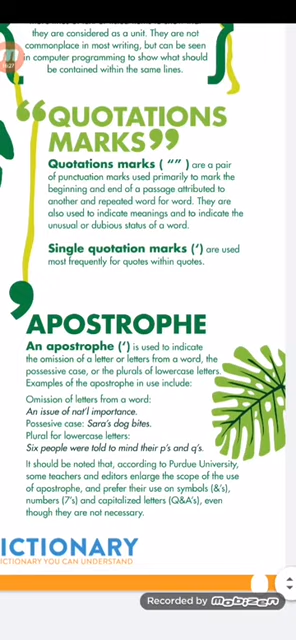 they are considered as a unit. They are not
commonplace in most writing, but can be seen
in computer programming to show what should
be contained within the same lines.
“QUOTATIONS
MARKS”
Quotations marks ( “” ) are a pair
of punctuation marks used primarily to mark the
beginning and end of a passage attributed to
another and repeated word for word. They are
also used to indicate meanings and to indicate the
unusual or dubious status of a word.
Single quotation marks (‘) are used
most frequently for quotes within quotes.
APOSTROPHE
An apostrophe (‘) is used to indicate
the omission of a letter or letters from a word, the
possessive case, or the plurals of lowercase letters.
Examples of the apostrophe in use include:
Omission of letters from a word:
An issue of nat’l importance.
Possesive case: Sara’s dog bites.
Plural for lowercase letters:
Six people were told to mind their p’s and q’s.
It should be noted that, according to Purdue University,
some teachers and editors enlarge the scope of the use
of apostrophe, and prefer their use on symbols (&’s),
numbers (7’s) and capitalized letters (Q&A’s), even
though they are not necessary.
ICTIONARY
ICTIONARY YOU CAN UNDERSTAND
Recorded by Mobizen